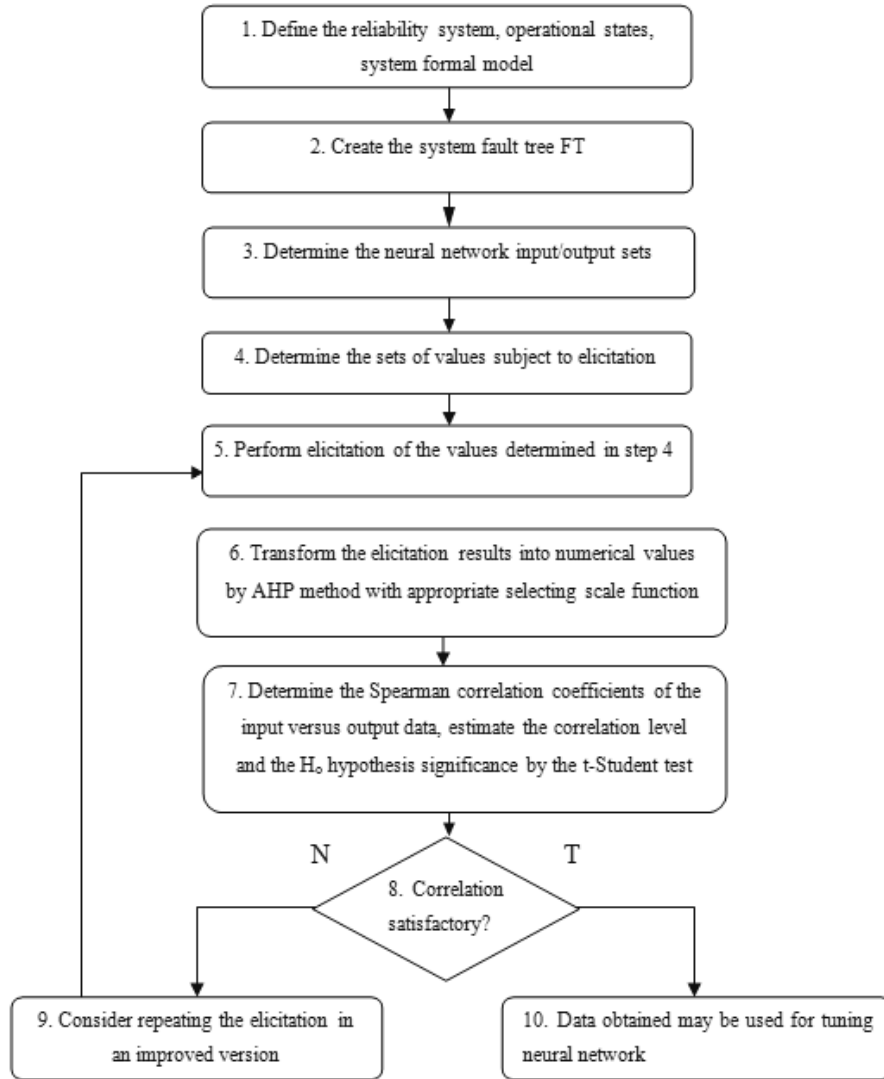 1. Define the reliability system, operational states,
system formal model
2. Create the system fault tree FT
3. Determine the neural network input/output sets
4. Determine the sets of values subject to elicitation
5. Perform elicitation of the values determined in step 4
6. Transform the elicitation results into numerical values
by AHP method with appropriate selecting scale function
7. Determine the Spearman correlation coefficients of the
input versus output data, estimate the correlation level
and the Hₒ hypothesis significance by the t-Student test
N
T
8. Correlation
satisfactory?
9. Consider repeating the elicitation in
an improved version
10. Data obtained may be used for tuning
neural network